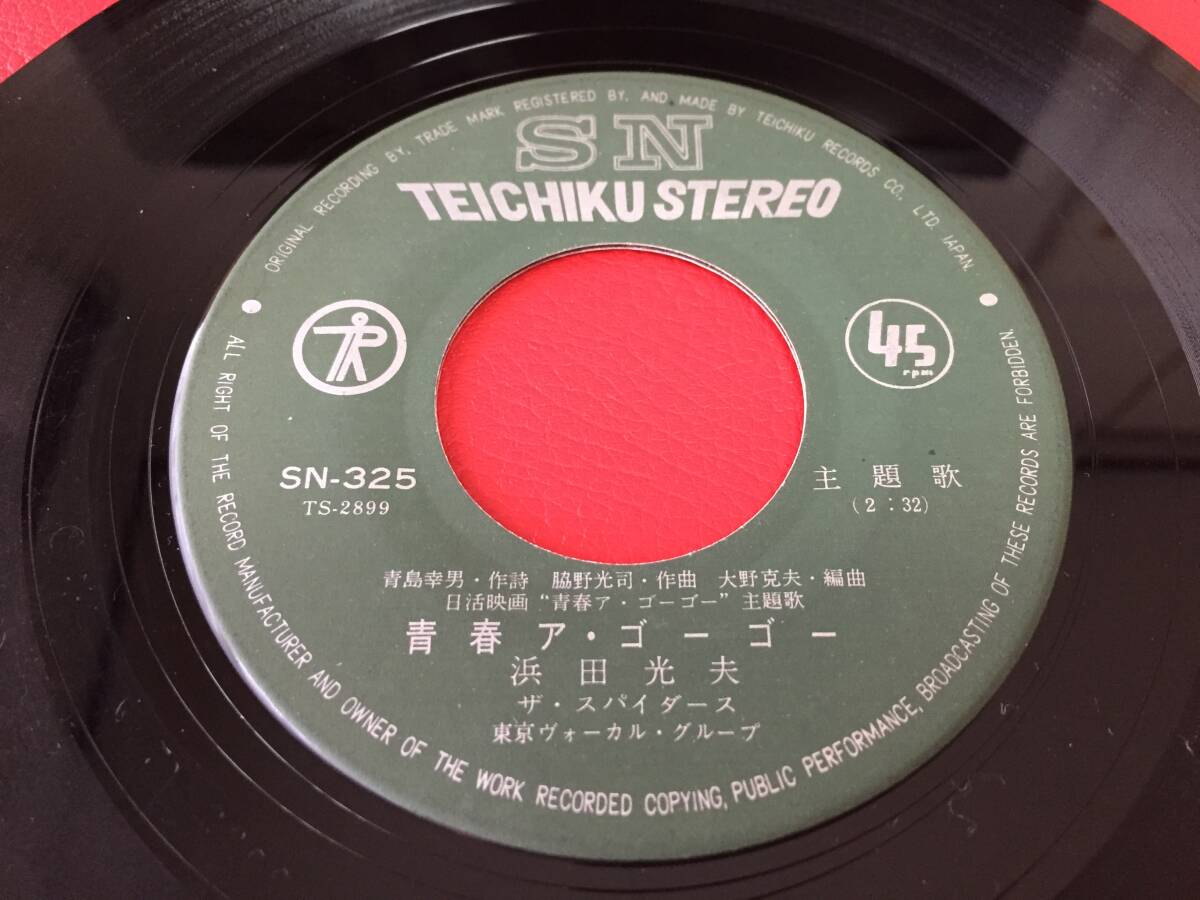 ORIGINAL RECORDING BY, TRADE MARK REGISTERED BY, AND MADE BY TEICHIKU RECORDS CO., LTD. JAPAN.
SN
TEICHIKU STEREO
45
rpm
SN-325
TS-2899
主題歌
(2:32)
青島幸男・作詩 脇野光司・作曲 大野克夫・編曲
日活映画 “青春ア・ゴーゴー” 主題歌
青春ア・ゴーゴー
浜田光夫
ザ・スパイダース
東京ヴォーカル・グループ
ALL RIGHT OF THE RECORD MANUFACTURER AND OWNER OF THE WORK RECORDED COPYING, PUBLIC PERFORMANCE, BROADCASTING OF THESE RECORDS ARE FORBIDDEN.